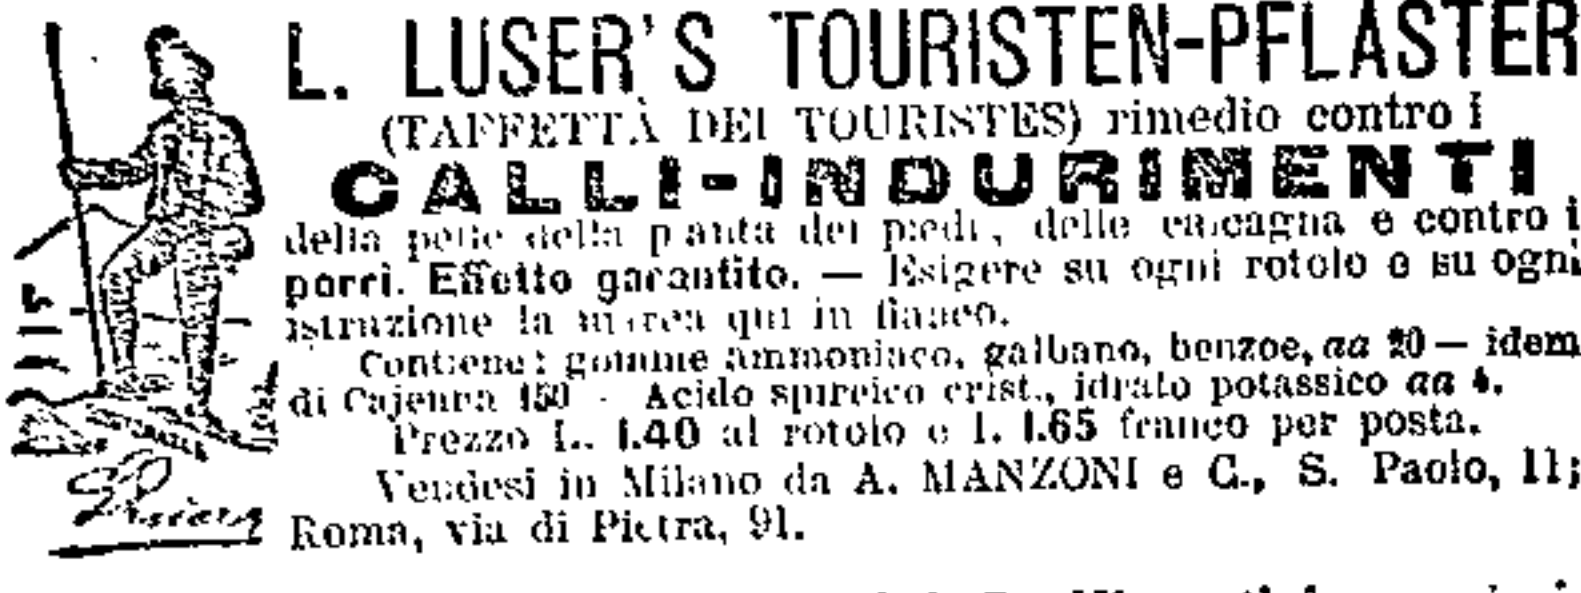 L. LUSER'S TOURISTEN-PFLASTER
(TAFFETTÀ DEI TOURISTES) rimedio contro i
CALLI-INDURIMENTI
della pelle della pianta dei piedi, delle calcagna e contro i
porri. Effetto garantito. — Esigere su ogni rotolo e su ogni
istruzione la marca qui in fianco.
Contiene: gomme ammoniaco, galbano, benzoe, aa 20 — idem
di Cajenna 150 - Acido spireico crist., idrato potassico aa 4.
Prezzo L. 1.40 al rotolo e l. 1.65 franco per posta.
Vendesi in Milano da A. MANZONI e C., S. Paolo, 11;
Roma, via di Pietra, 91.